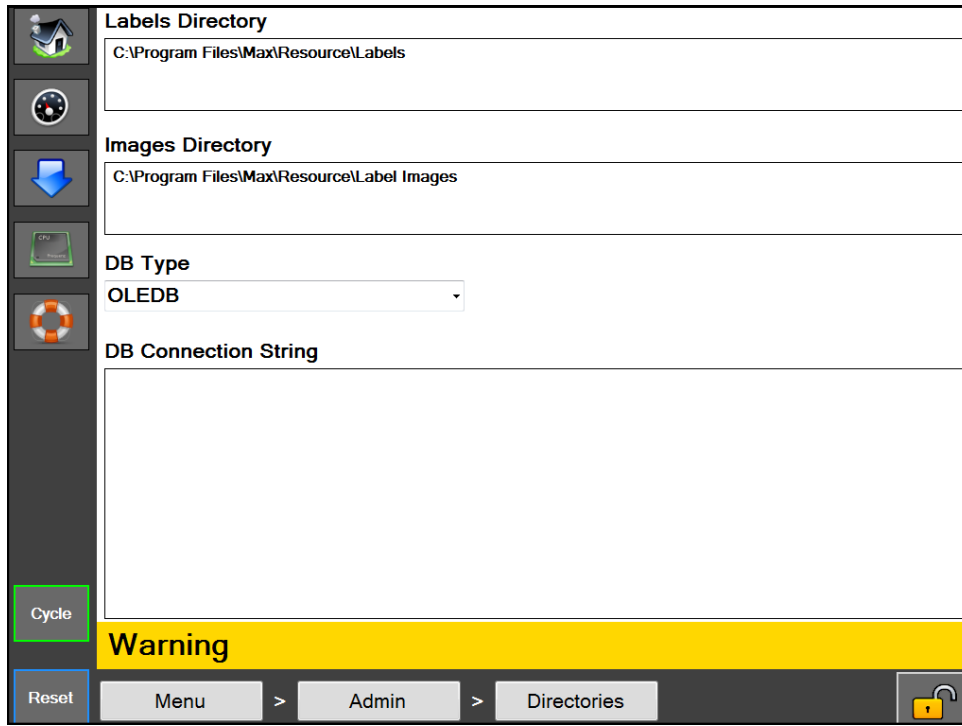 Labels Directory
C:\Program Files\Max\Resource\Labels
Images Directory
C:\Program Files\Max\Resource\Label Images
CPU
DB Type
OLEDB
DB Connection String
Cycle
Warning
Reset
Menu > Admin > Directories